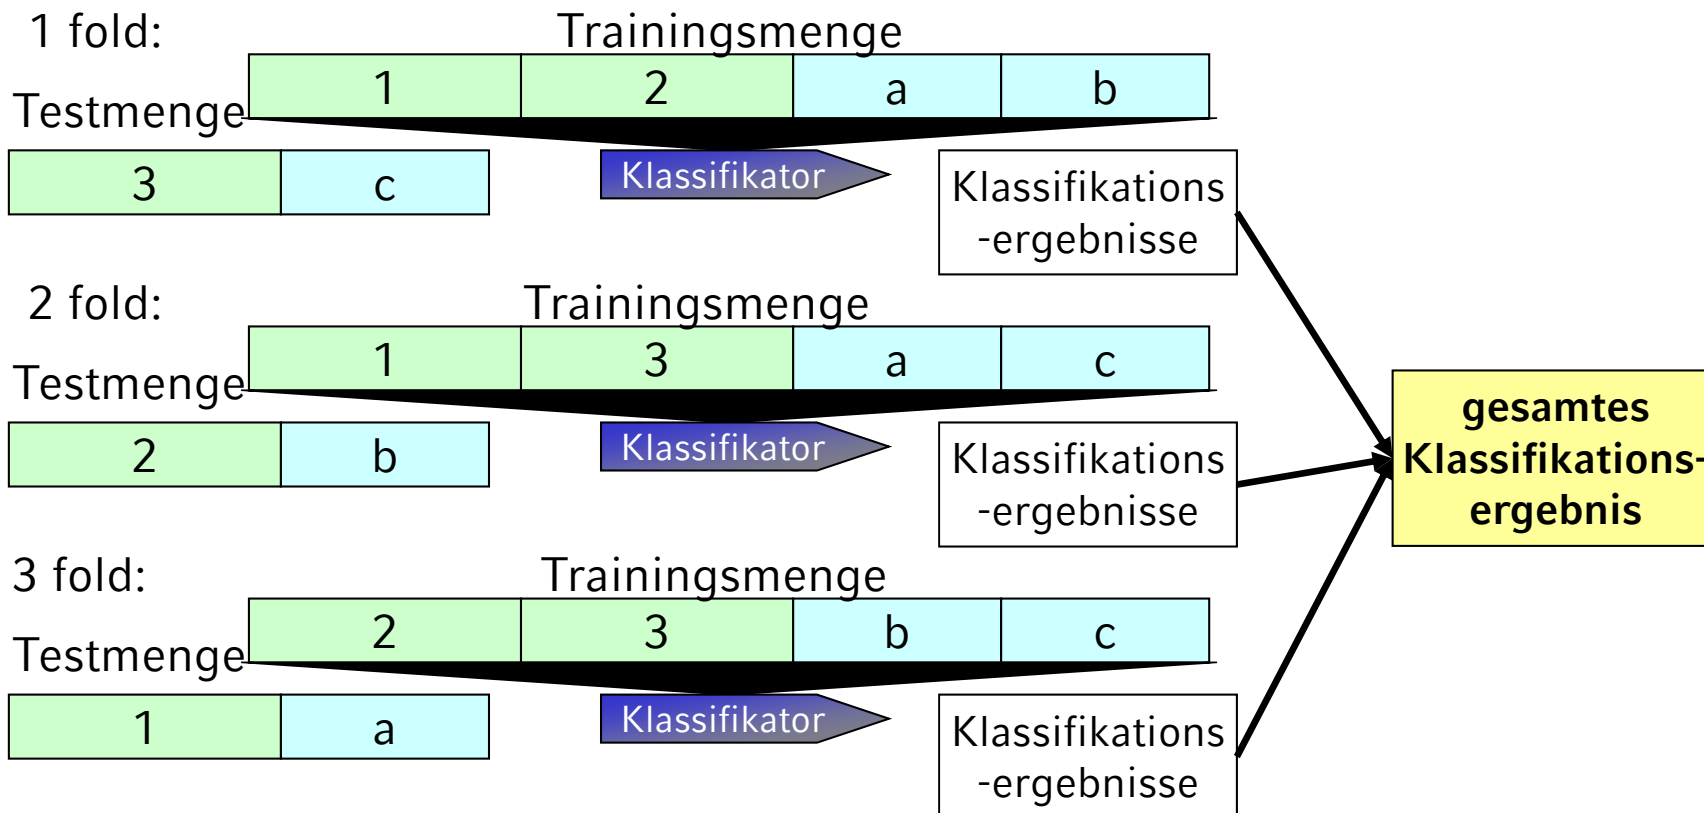 1 fold:
Trainingsmenge
1 2 a b
Testmenge
3 c
Klassifikator
Klassifikations
-ergebnisse
2 fold:
Trainingsmenge
1 3 a c
Testmenge
2 b
Klassifikator
Klassifikations
-ergebnisse
gesamtes
Klassifikations-
ergebnis
3 fold:
Trainingsmenge
2 3 b c
Testmenge
1 a
Klassifikator
Klassifikations
-ergebnisse